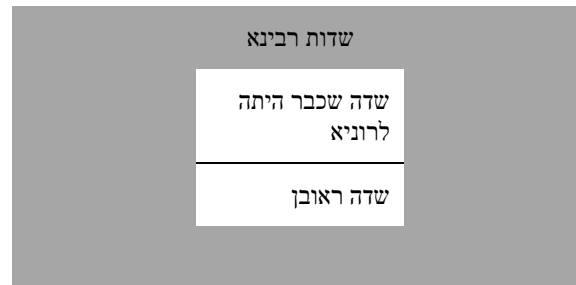 שדות רבינא
שדה שכבר היתה
לרוניא
שדה ראובן